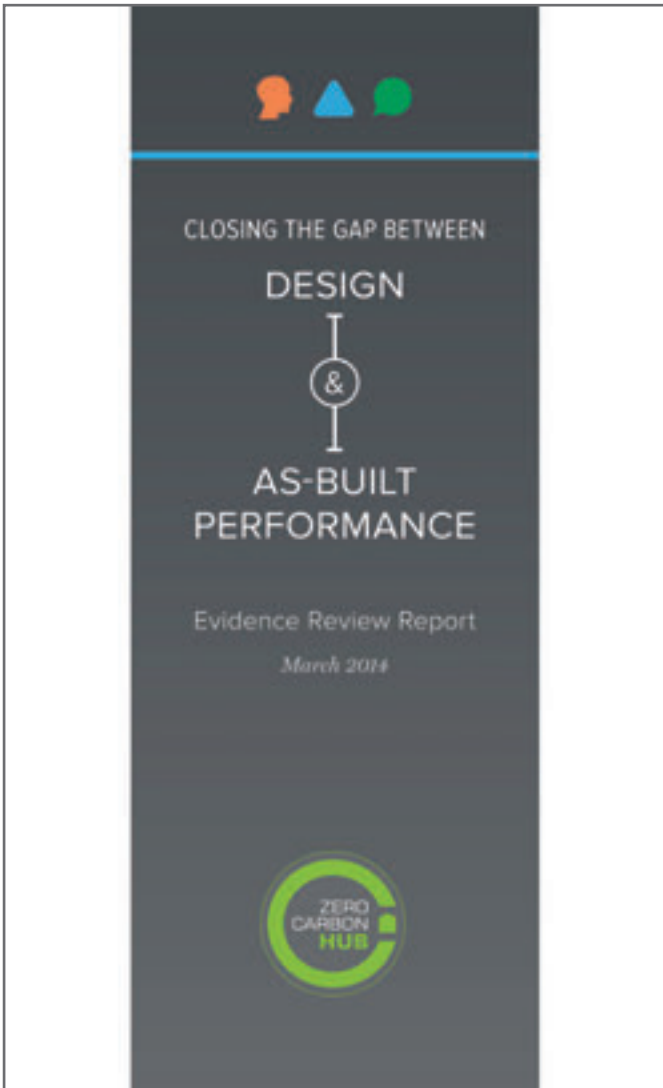 CLOSING THE GAP BETWEEN
DESIGN
&
AS-BUILT
PERFORMANCE
Evidence Review Report
March 2014
ZERO
CARBON
HUB